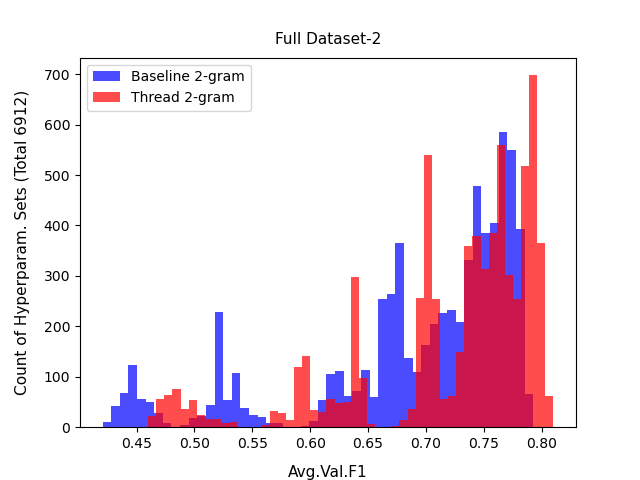 Full Dataset-2
Baseline 2-gram
Thread 2-gram
Count of Hyperparam. Sets (Total 6912)
700
600
500
400
300
200
100
0
0.45 0.50 0.55 0.60 0.65 0.70 0.75 0.80
Avg.Val.F1